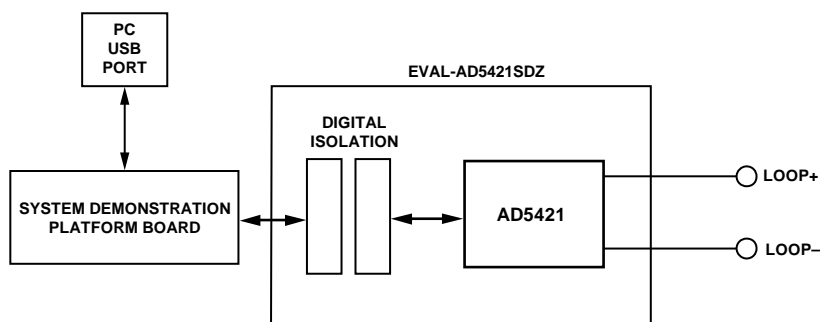 PC
USB
PORT
EVAL-AD5421SDZ
DIGITAL
ISOLATION
SYSTEM DEMONSTRATION
PLATFORM BOARD
AD5421
LOOP+
LOOP–